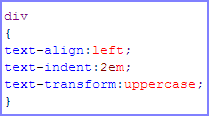 div
{
text-align:left;
text-indent:2em;
text-transform:uppercase;
}